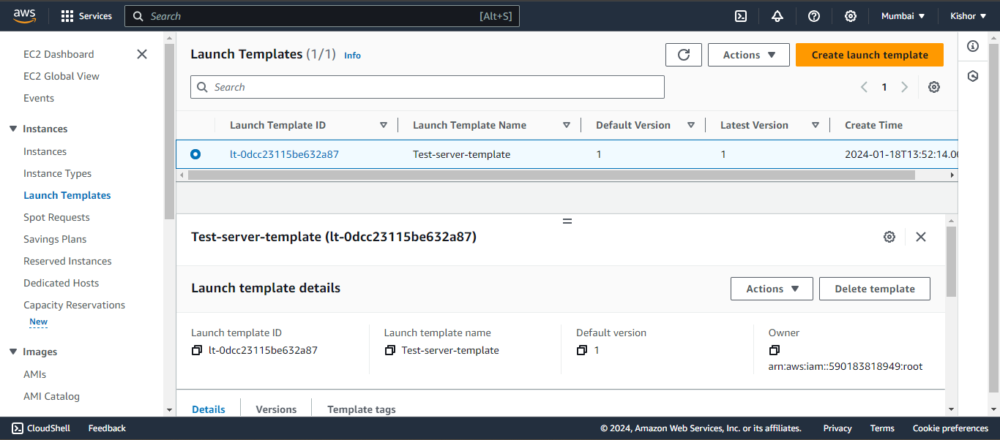 aws
Services
Search
[Alt+S]
Mumbai
Kishor
EC2 Dashboard
EC2 Global View
Events
Instances
Instances
Instance Types
Launch Templates
Spot Requests
Savings Plans
Reserved Instances
Dedicated Hosts
Capacity Reservations
New
Images
AMIs
AMI Catalog
Launch Templates (1/1) Info
Actions
Create launch template
Search
1
Launch Template ID
Launch Template Name
Default Version
Latest Version
Create Time
lt-0dcc23115be632a87
Test-server-template
1
1
2024-01-18T13:52:14.0
Test-server-template (lt-0dcc23115be632a87)
Launch template details
Actions
Delete template
Launch template ID
lt-0dcc23115be632a87
Launch template name
Test-server-template
Default version
1
Owner
arn:aws:iam::590183818949:root
Details
Versions
Template tags
CloudShell
Feedback
© 2024, Amazon Web Services, Inc. or its affiliates.
Privacy
Terms
Cookie preferences